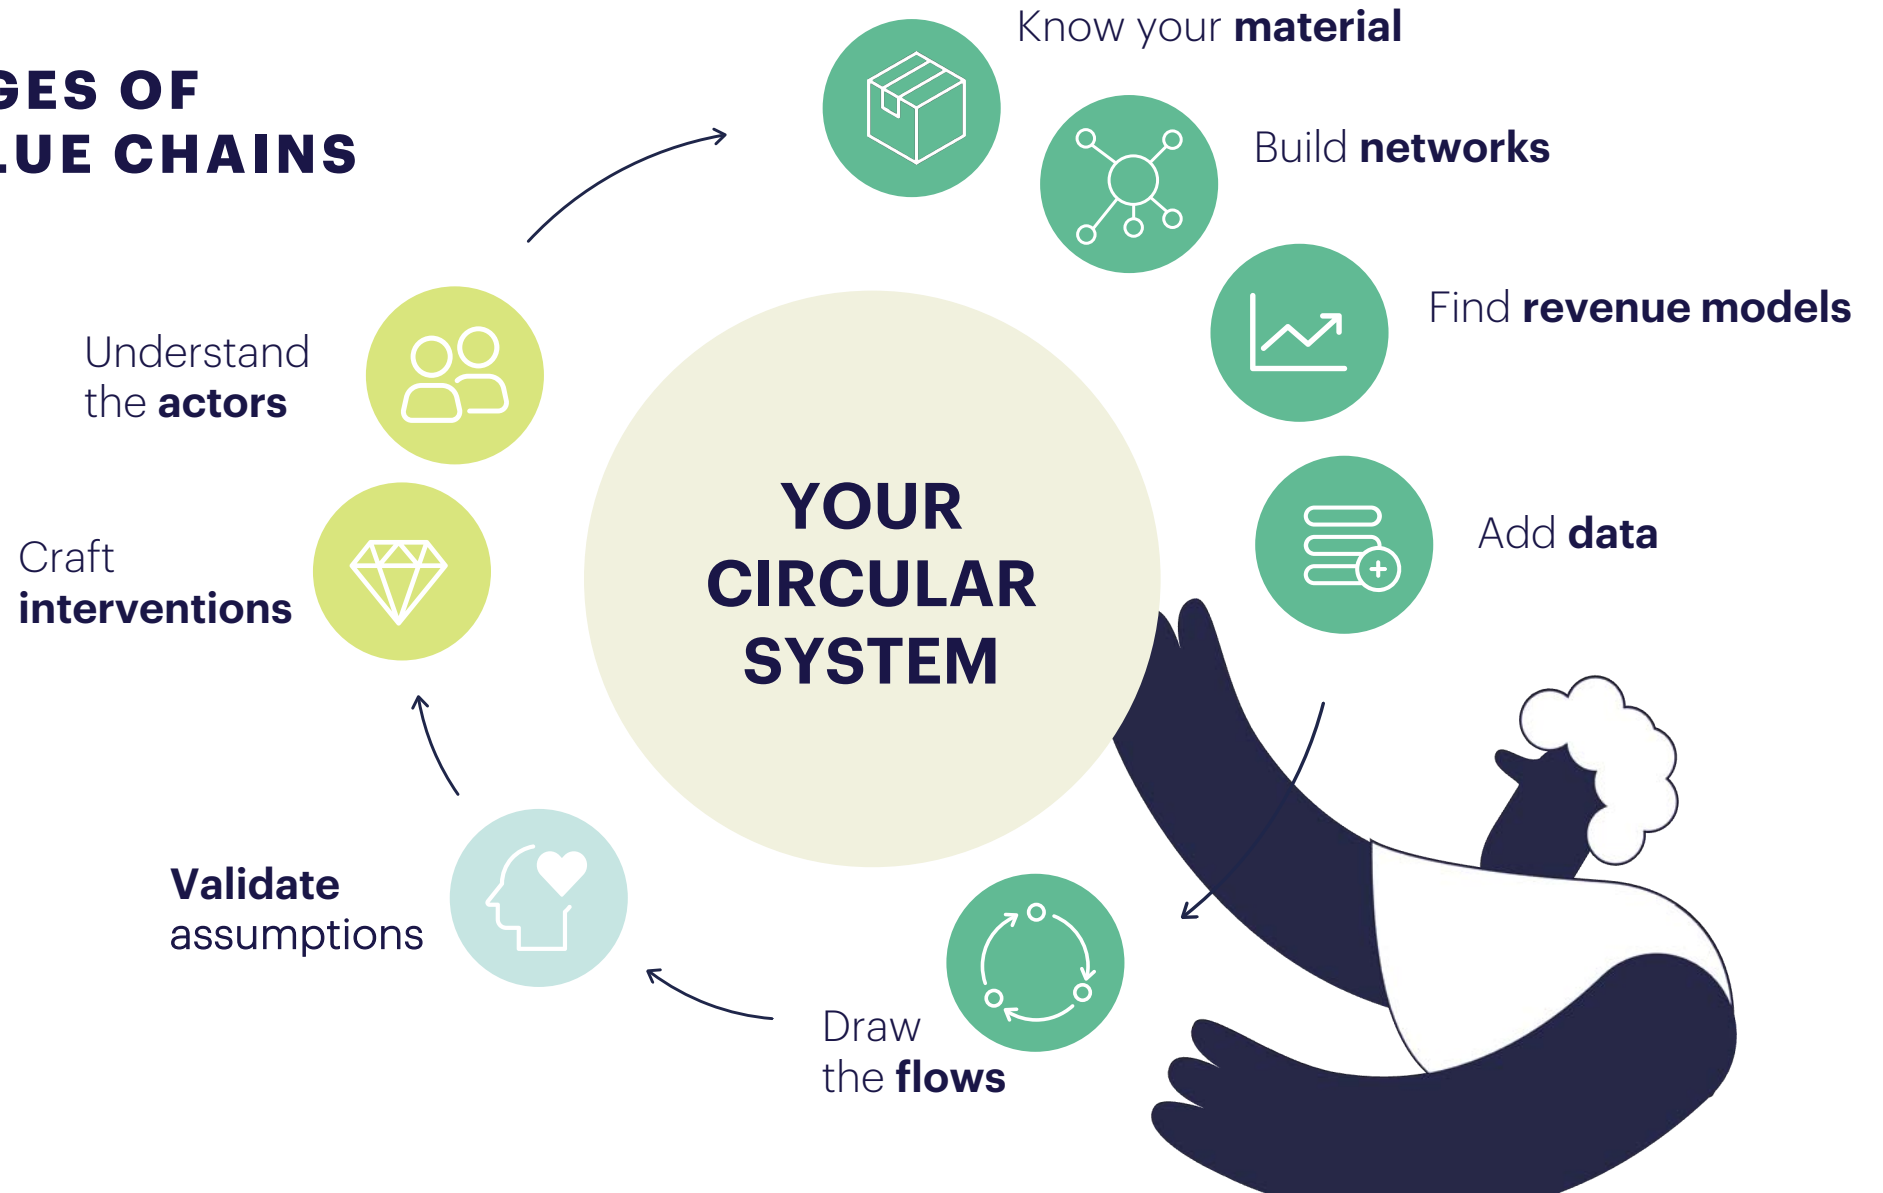 GES OF
LUE CHAINS
Know your material
Build networks
Find revenue models
Add data
Draw
the flows
Validate
assumptions
Craft
interventions
Understand
the actors
YOUR
CIRCULAR
SYSTEM